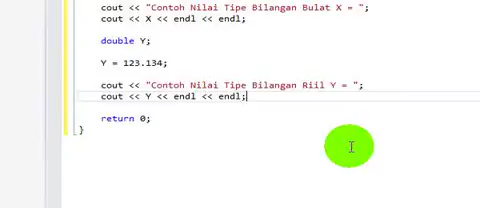 cout << "Contoh Nilai Tipe Bilangan Bulat X = ";
cout << X << endl << endl;
double Y;
Y = 123.134;
cout << "Contoh Nilai Tipe Bilangan Riil Y = ";
cout << Y << endl << endl;
return 0;
}